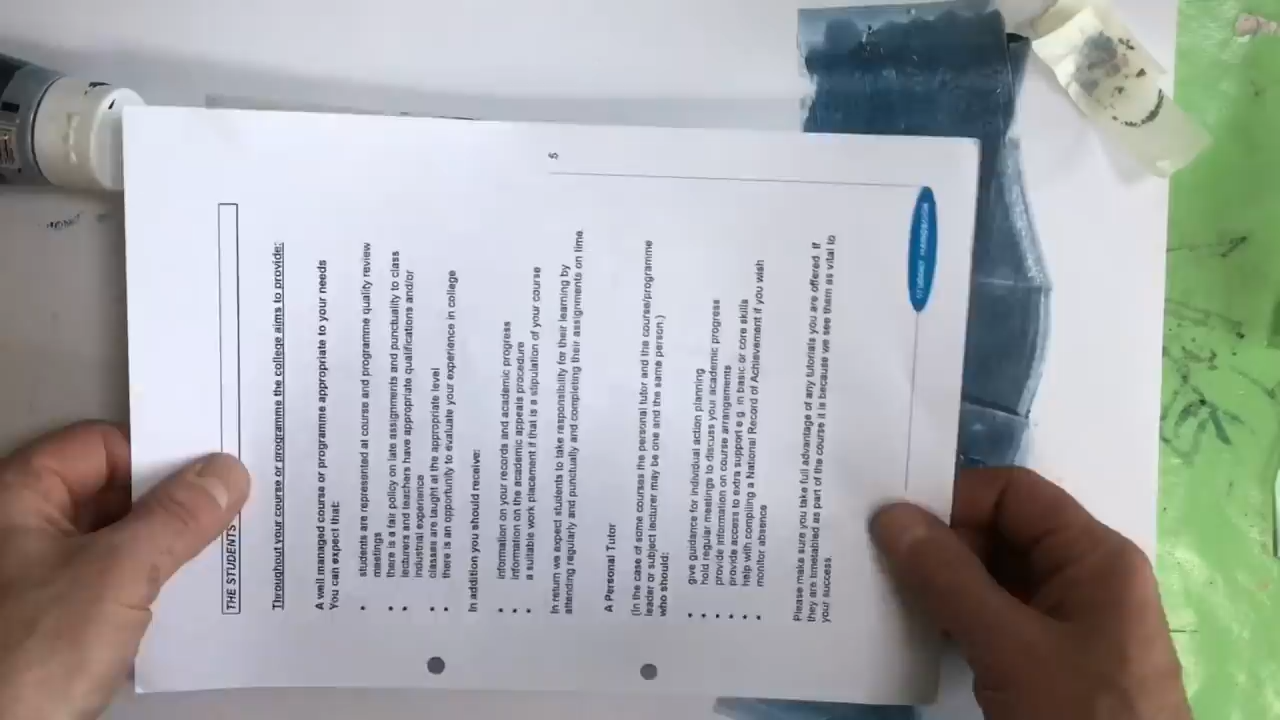 THE STUDENTS
Throughout your course or programme the college aims to provide:
A well managed course or programme appropriate to your needs
You can expect that:
• students are represented at course and programme quality review
meetings
• there is a fair policy on late assignments and punctuality to class
• lecturers and teachers have appropriate qualifications and/or
industrial experience
• classes are taught at the appropriate level
• there is an opportunity to evaluate your experience in college
In addition you should receive:
• information on your records and academic progress
• information on the academic appeals procedure
• a suitable work placement if that is a stipulation of your course
In return we expect students to take responsibility for their learning by
attending regularly and punctually and completing their assignments on time.
A Personal Tutor
(In the case of some courses the personal tutor and the course/programme
leader or subject lecturer may be one and the same person.)
who should:
• give guidance for individual action planning
• hold regular meetings to discuss your academic progress
• provide information on course arrangements
• provide access to extra support e.g. in basic or core skills
• help with compiling a National Record of Achievement if you wish
• monitor absence
Please make sure you take full advantage of any tutorials you are offered. If
they are timetabled as part of the course it is because we see them as vital to
your success.
STUDENT HANDBOOK
5